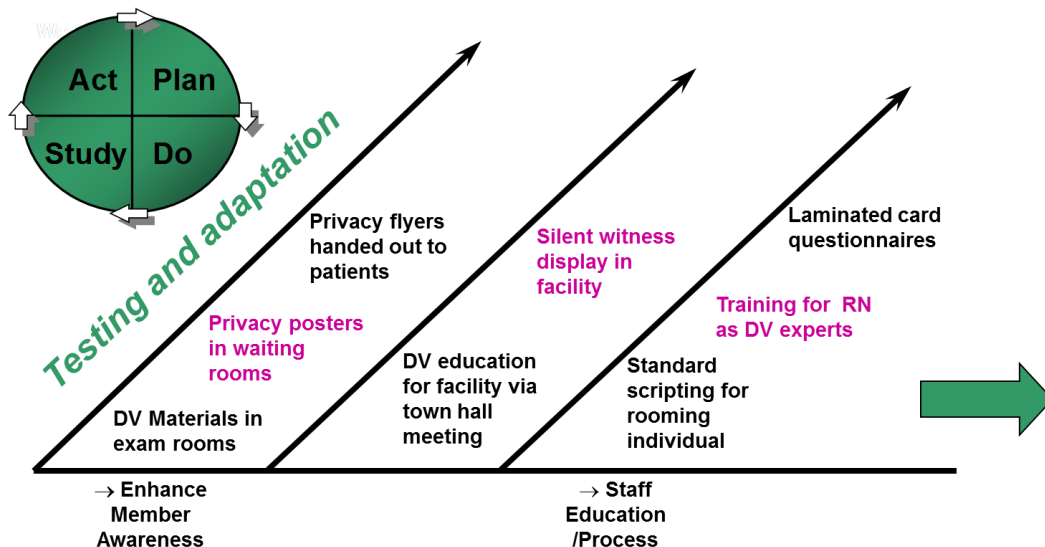 Act
Plan
Study
Do
Testing and adaptation
Privacy flyers
handed out to
patients
Privacy posters
in waiting
rooms
DV Materials in
exam rooms
Silent witness
display in
facility
DV education
for facility via
town hall
meeting
Laminated card
questionnaires
Training for RN
as DV experts
Standard
scripting for
rooming
individual
→ Enhance
Member
Awareness
→ Staff
Education
/Process